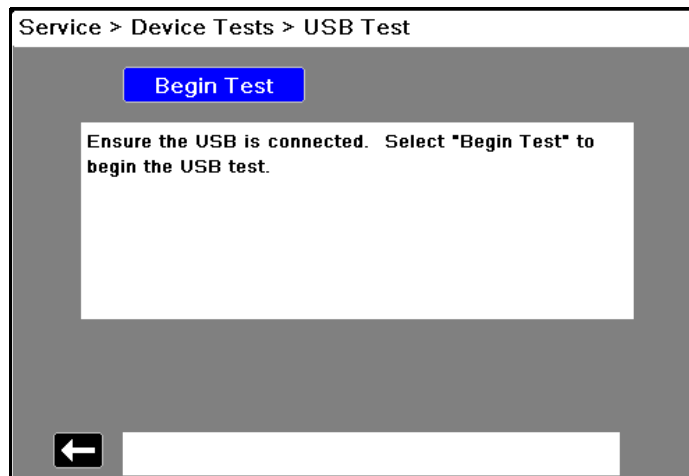 Service > Device Tests > USB Test
Begin Test
Ensure the USB is connected.  Select "Begin Test" to
begin the USB test.